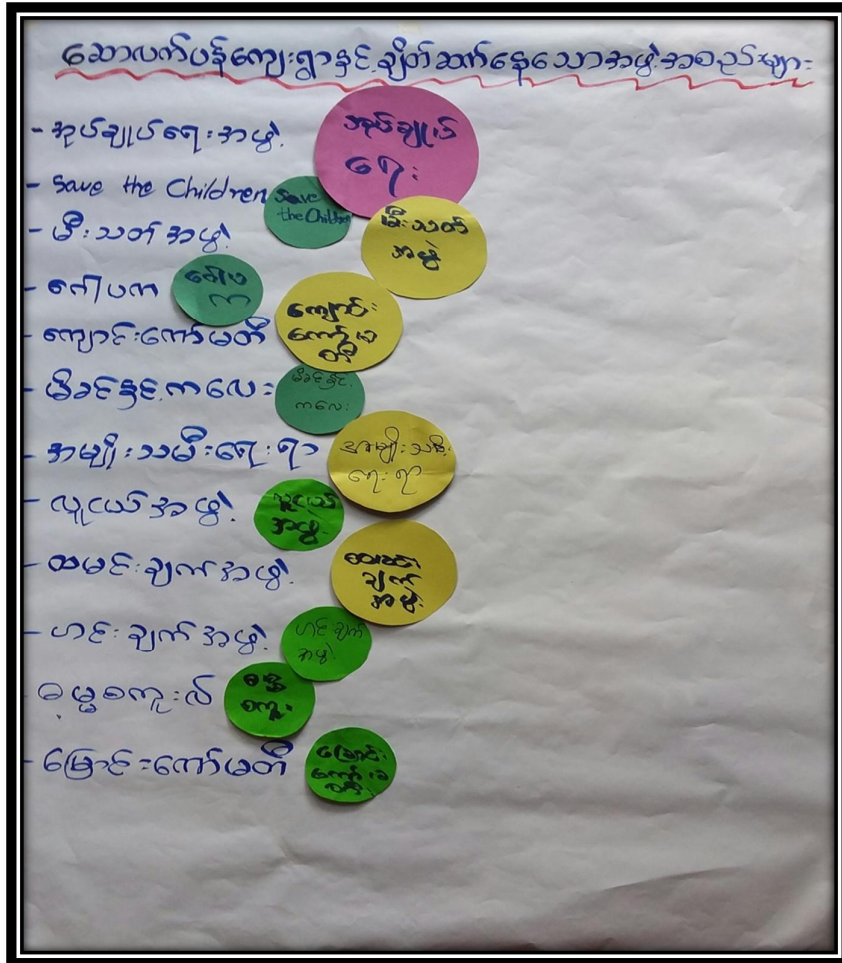 ဆောလက်ပန်ကျေးရွာနှင့် ချိတ်ဆက်နေသောအဖွဲ့အစည်းများ
- အုပ်ချုပ်ရေးအဖွဲ့
အုပ်ချုပ်
ရေး
- Save the Children
Save
the Children
- မီးသတ်အဖွဲ့
မီးသတ်
အဖွဲ့
- ဂေါပက
ဂေါပ
က
- ကျောင်းကော်မတီ
ကျောင်း
ကော်မ
တီ
- မိခင်နှင့်ကလေး
မိခင်နှင့်
ကလေး
- အမျိုးသမီးရေးရာ
အမျိုးသမီး
ရေးရာ
- လူငယ်အဖွဲ့
လူငယ်
အဖွဲ့
- ထမင်းချက်အဖွဲ့
ထမင်း
ချက်
အဖွဲ့
- ဟင်းချက်အဖွဲ့
ဟင်းချက်
အဖွဲ့
- ဓမ္မစကူးလ်
ဓမ္မ
စကူး
- မြောင်းကော်မတီ
မြောင်း
ကော်မ
တီ